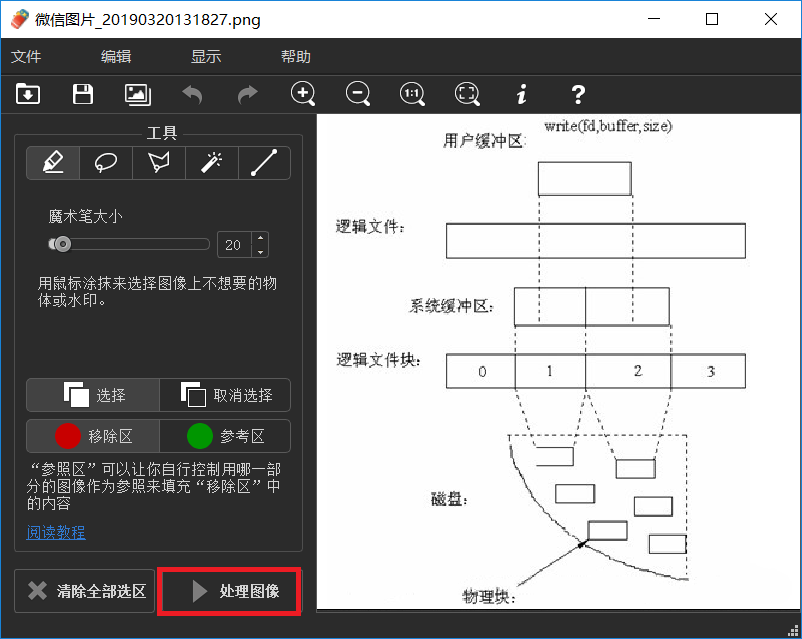 微信图片_20190320131827.png
文件 编辑 显示 帮助
1:1 i ?
工具
魔术笔大小
20
用鼠标涂抹来选择图像上不想要的物
体或水印。
选择 取消选择
移除区 参考区
“参照区”可以让你自行控制用哪一部
分的图像作为参照来填充“移除区”中
的内容
阅读教程
清除全部选区 处理图像
write(fd,buffer,size)
用户缓冲区:
逻辑文件:
系统缓冲区:
逻辑文件块:
0 1 2 3
磁盘:
物理块: